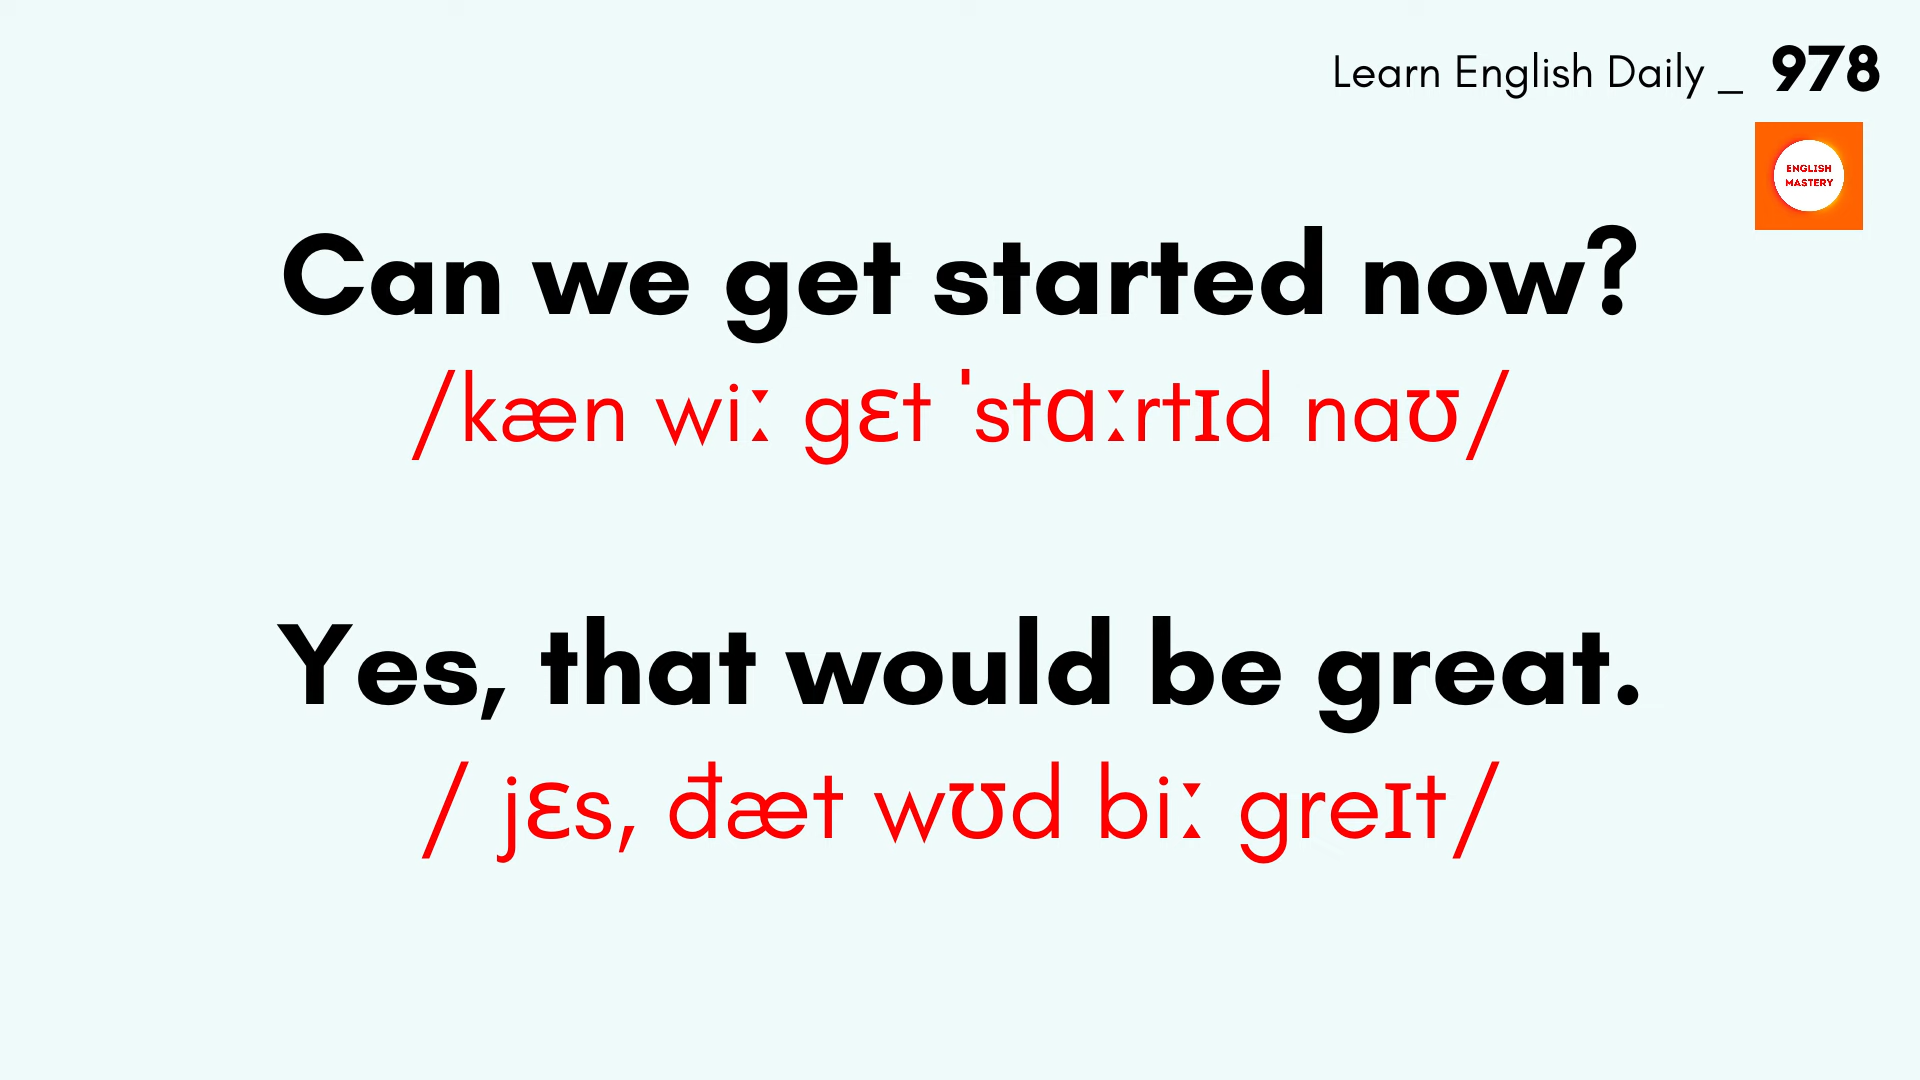 Learn English Daily _ 978
ENGLISH
MASTERY
Can we get started now?
/kæn wiː gɛt ˈstɑːrtɪd naʊ/
Yes, that would be great.
/ jɛs, đæt wʊd biː greɪt/